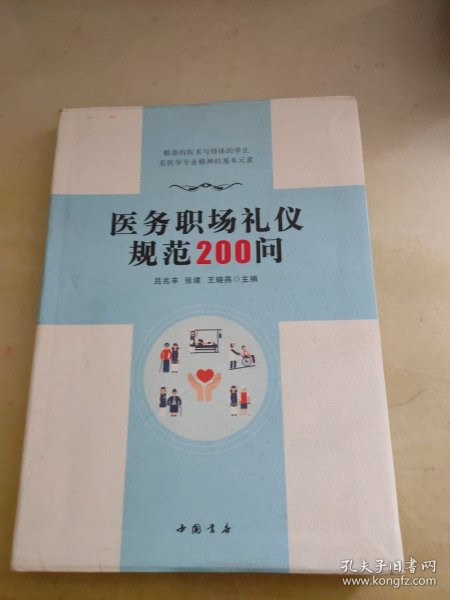 精湛的医术与得体的举止
是医学专业精神的基本元素
医务职场礼仪
规范200问
吕兆丰 张建 王晓燕◇主编
中国书店
孔夫子旧书网
www.kongfz.com